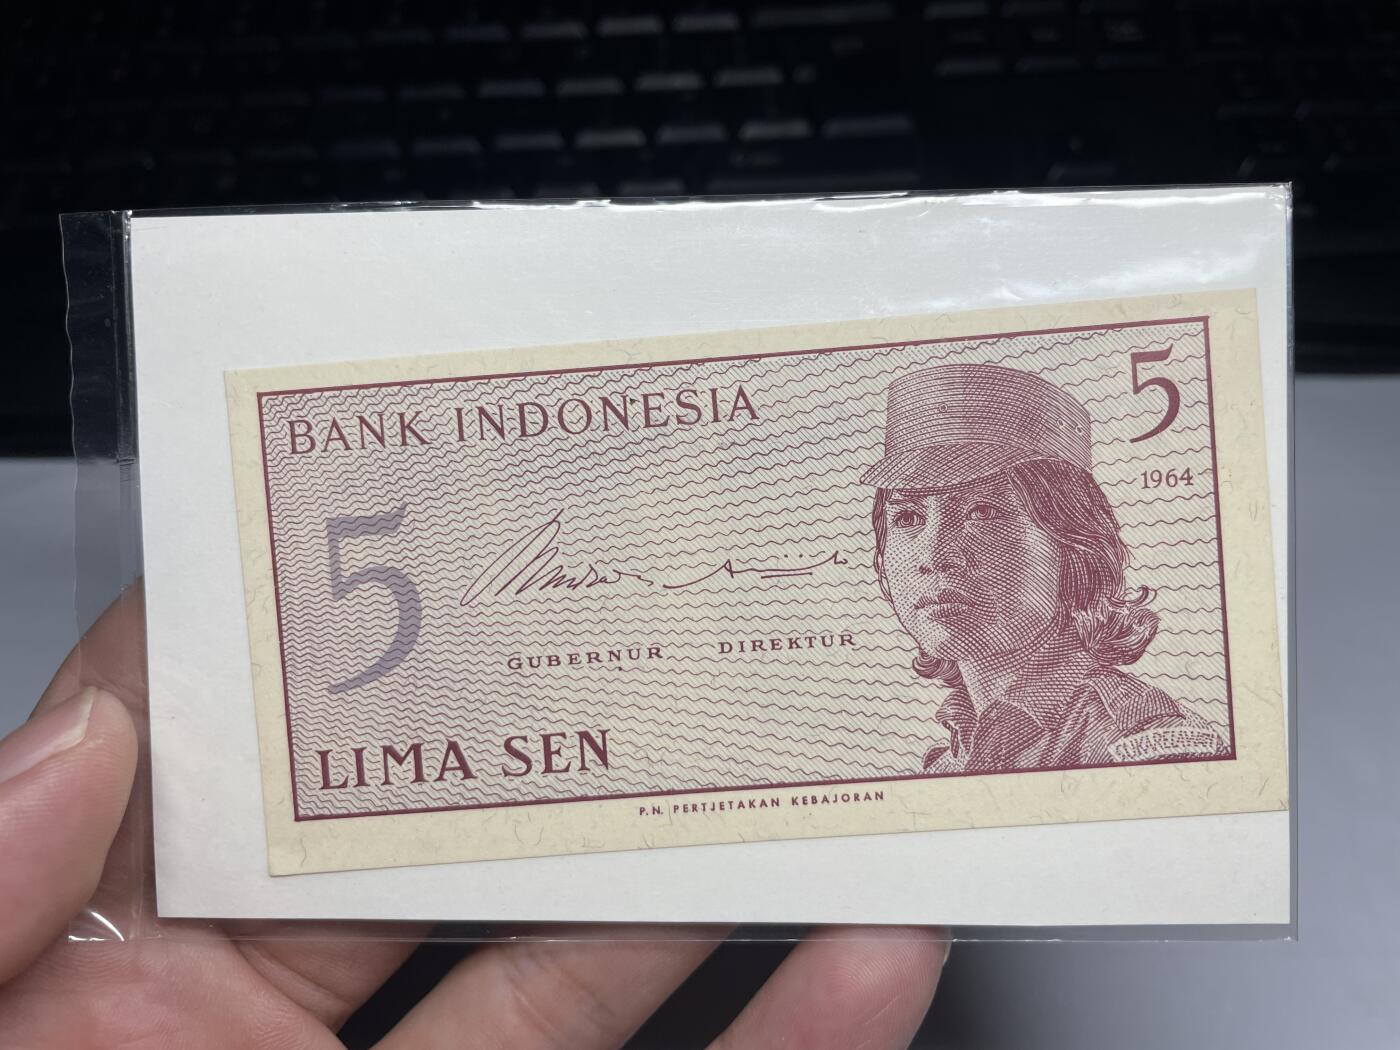 BANK INDONESIA
5
1964
5
GUBERNUR DIREKTUR
LIMA SEN
SUKARELAWATI
P.N. PERTJETAKAN KEBAJORAN